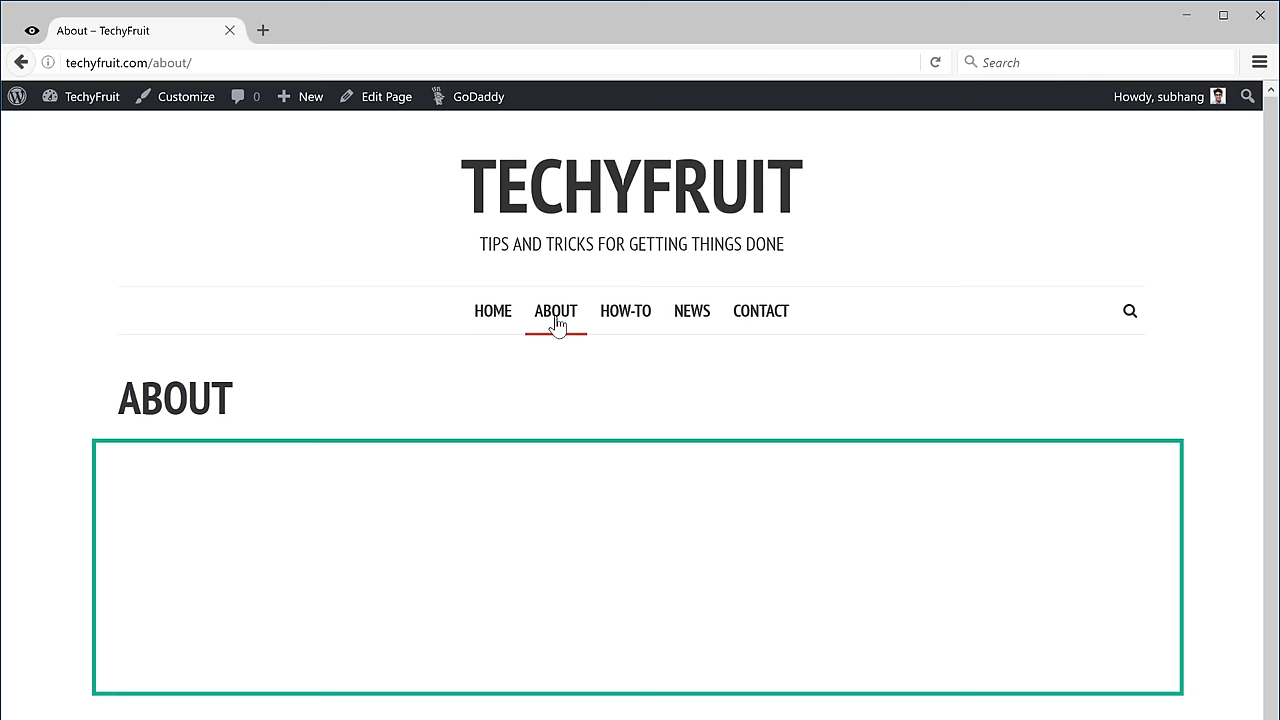 About – TechyFruit
techyfruit.com/about/
Search
TechyFruit Customize 0 New Edit Page GoDaddy Howdy, subhang
TECHYFRUIT
TIPS AND TRICKS FOR GETTING THINGS DONE
HOME ABOUT HOW-TO NEWS CONTACT
ABOUT